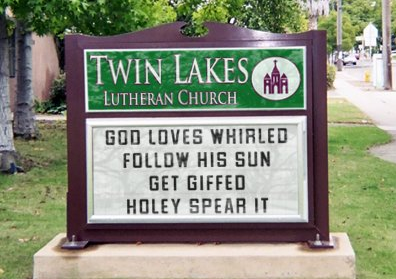 TWIN LAKES
LUTHERAN CHURCH
GOD LOVES WHIRLED
FOLLOW HIS SUN
GET GIFFED
HOLEY SPEAR IT